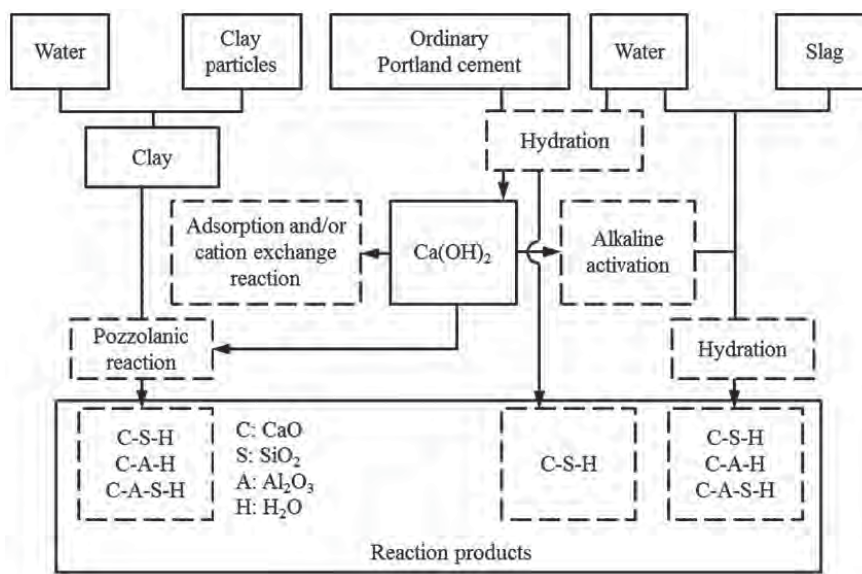 Water
Clay
particles
Ordinary
Portland cement
Water
Slag
Clay
Hydration
Adsorption and/or
cation exchange
reaction
Ca(OH)₂
Alkaline
activation
Pozzolanic
reaction
Hydration
C-S-H
C-A-H
C-A-S-H
C: CaO
S: SiO₂
A: Al₂O₃
H: H₂O
C-S-H
C-S-H
C-A-H
C-A-S-H
Reaction products